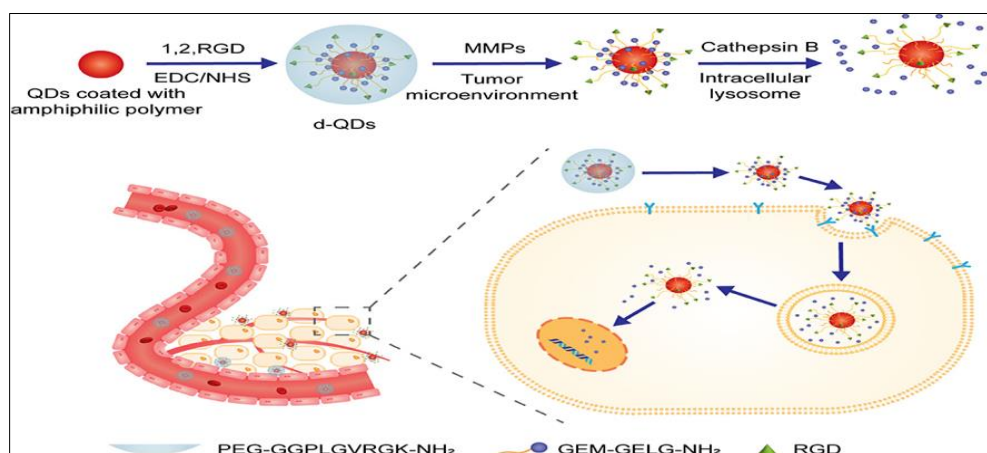 1,2,RGD
EDC/NHS
QDs coated with
amphiphilic polymer
d-QDs
MMPs
Tumor
microenvironment
Cathepsin B
Intracellular
lysosome
PEG-GGPLGVRGK-NH₂
GEM-GELG-NH₂
RGD